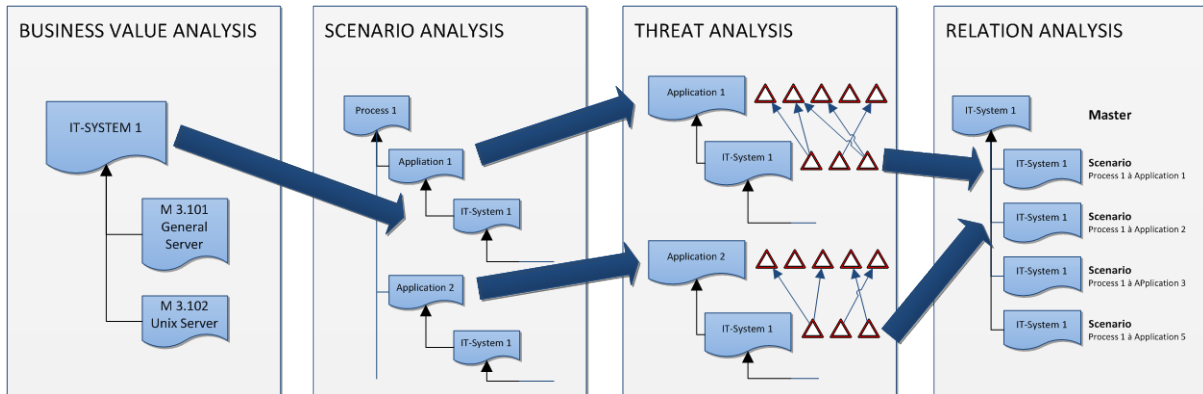 BUSINESS VALUE ANALYSIS
IT-SYSTEM 1
M 3.101
General
Server
M 3.102
Unix Server
SCENARIO ANALYSIS
Process 1
Appliation 1
IT-System 1
Application 2
IT-System 1
THREAT ANALYSIS
Application 1
IT-System 1
Application 2
IT-System 1
RELATION ANALYSIS
IT-System 1
Master
IT-System 1
Scenario
Process 1 à Application 1
IT-System 1
Scenario
Process 1 à Application 2
IT-System 1
Scenario
Process 1 à APplication 3
IT-System 1
Scenario
Process 1 à Application 5